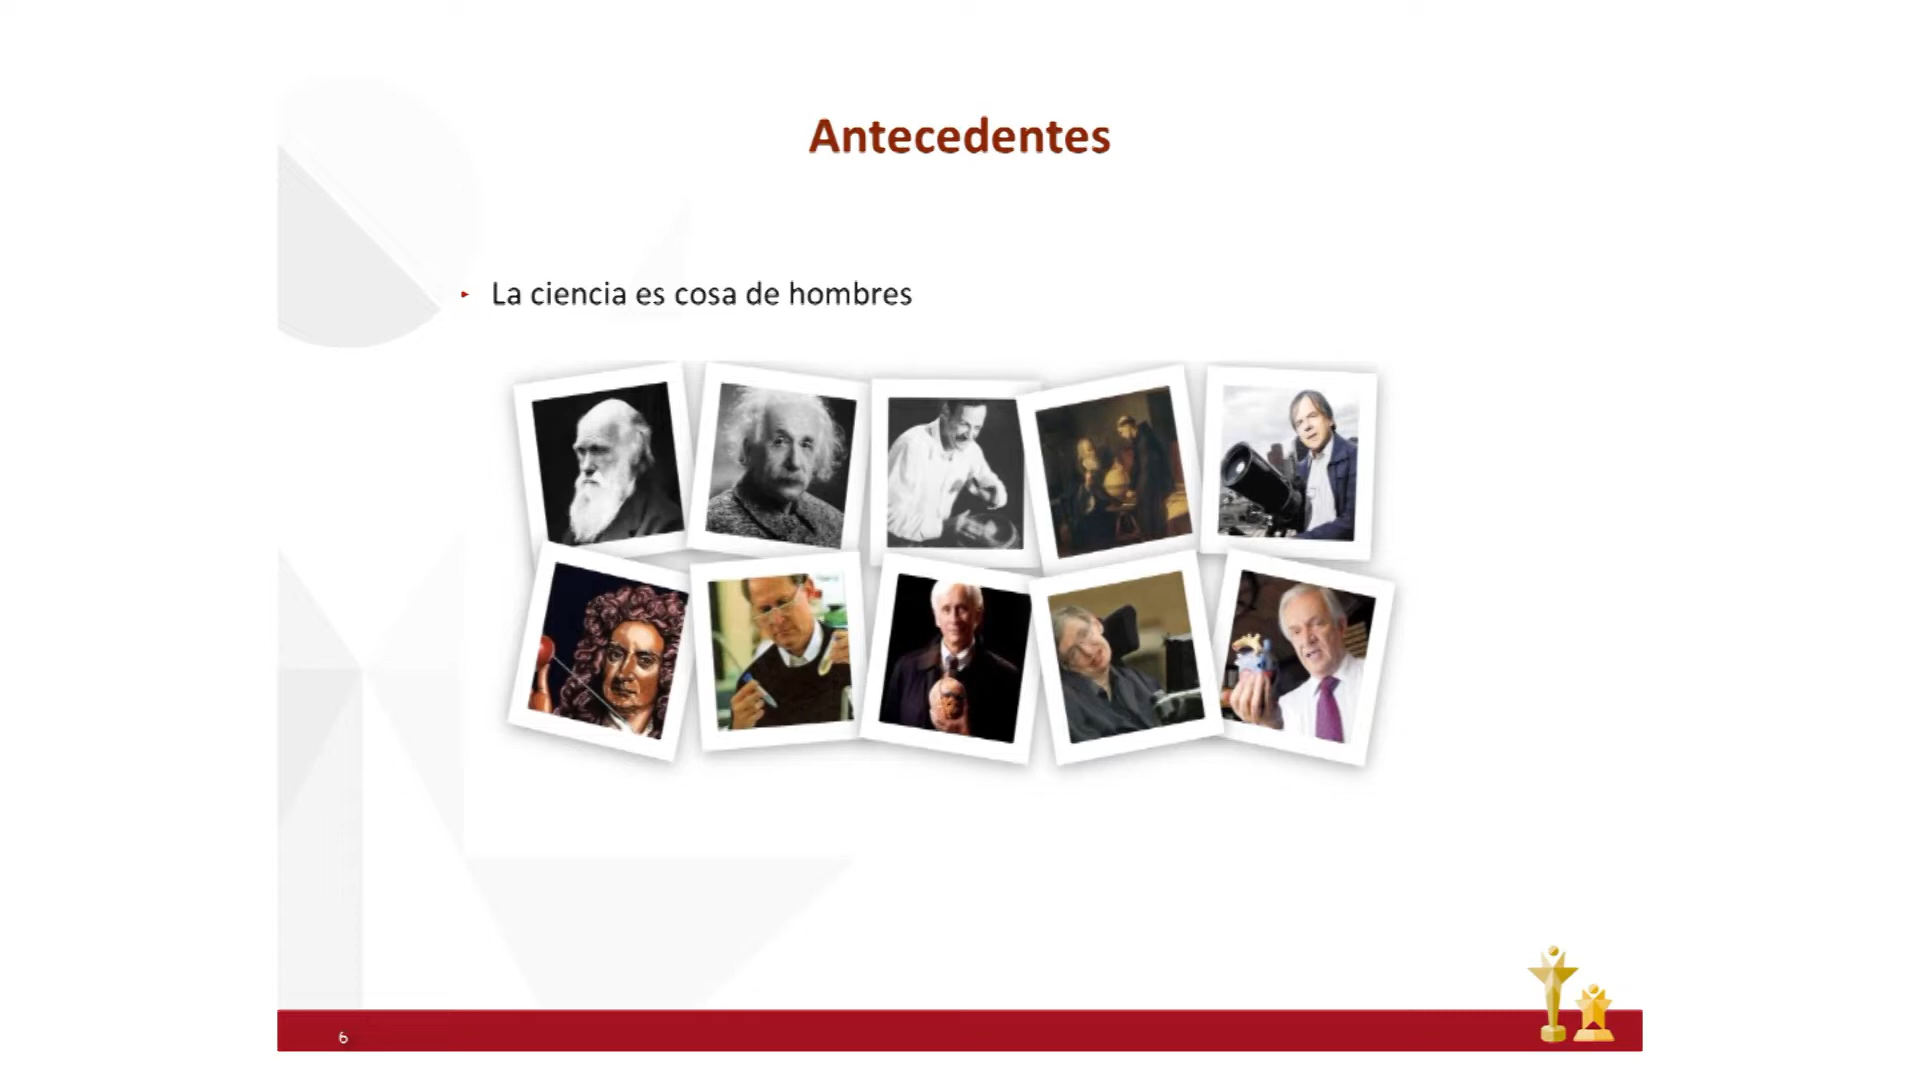 Antecedentes
‣ La ciencia es cosa de hombres
6